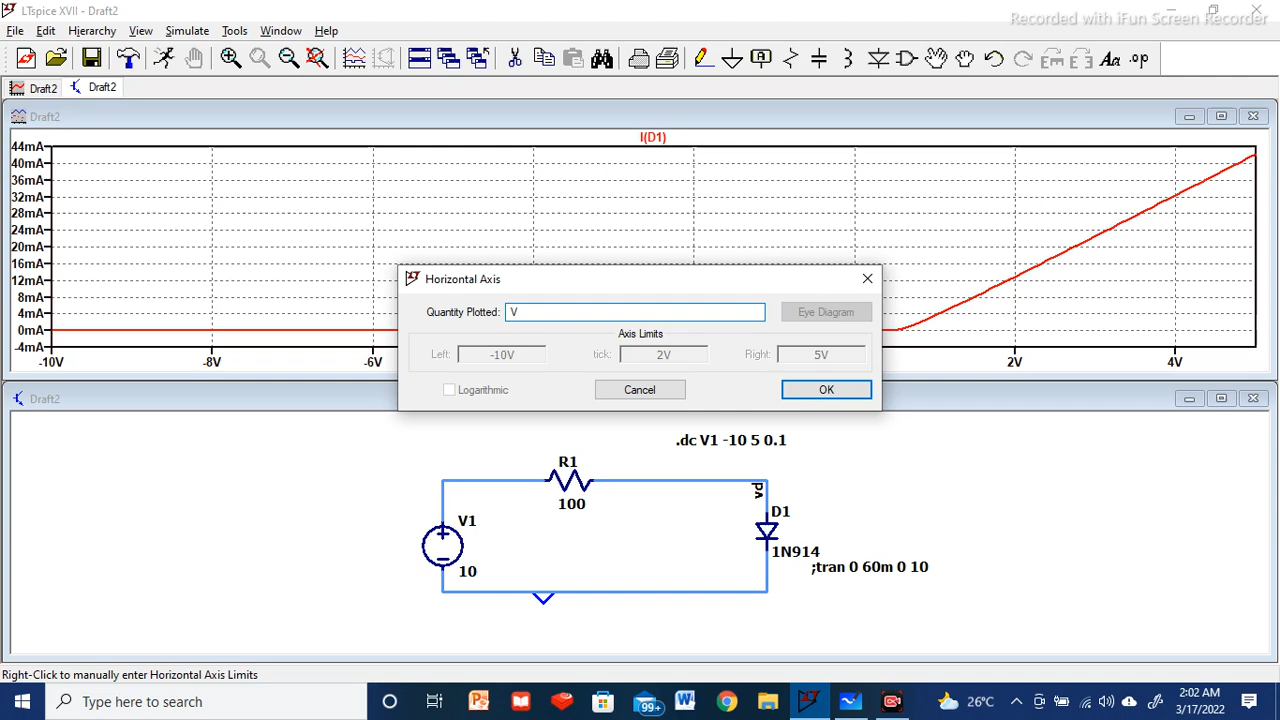 LTspice XVII - Draft2
Recorded with iFun Screen Recorder
File Edit Hierarchy View Simulate Tools Window Help
Draft2 Draft2
Draft2
I(D1)
44mA
40mA
36mA
32mA
28mA
24mA
20mA
16mA
12mA
8mA
4mA
0mA
-4mA
-10V -8V -6V 2V 4V
Horizontal Axis
Quantity Plotted: V Eye Diagram
Axis Limits
Left: -10V tick: 2V Right: 5V
Logarithmic Cancel OK
Draft2
.dc V1 -10 5 0.1
R1
100
vd
V1
10
D1
1N914
;tran 0 60m 0 10
Right-Click to manually enter Horizontal Axis Limits
Type here to search
99+
26°C
2:02 AM
3/17/2022